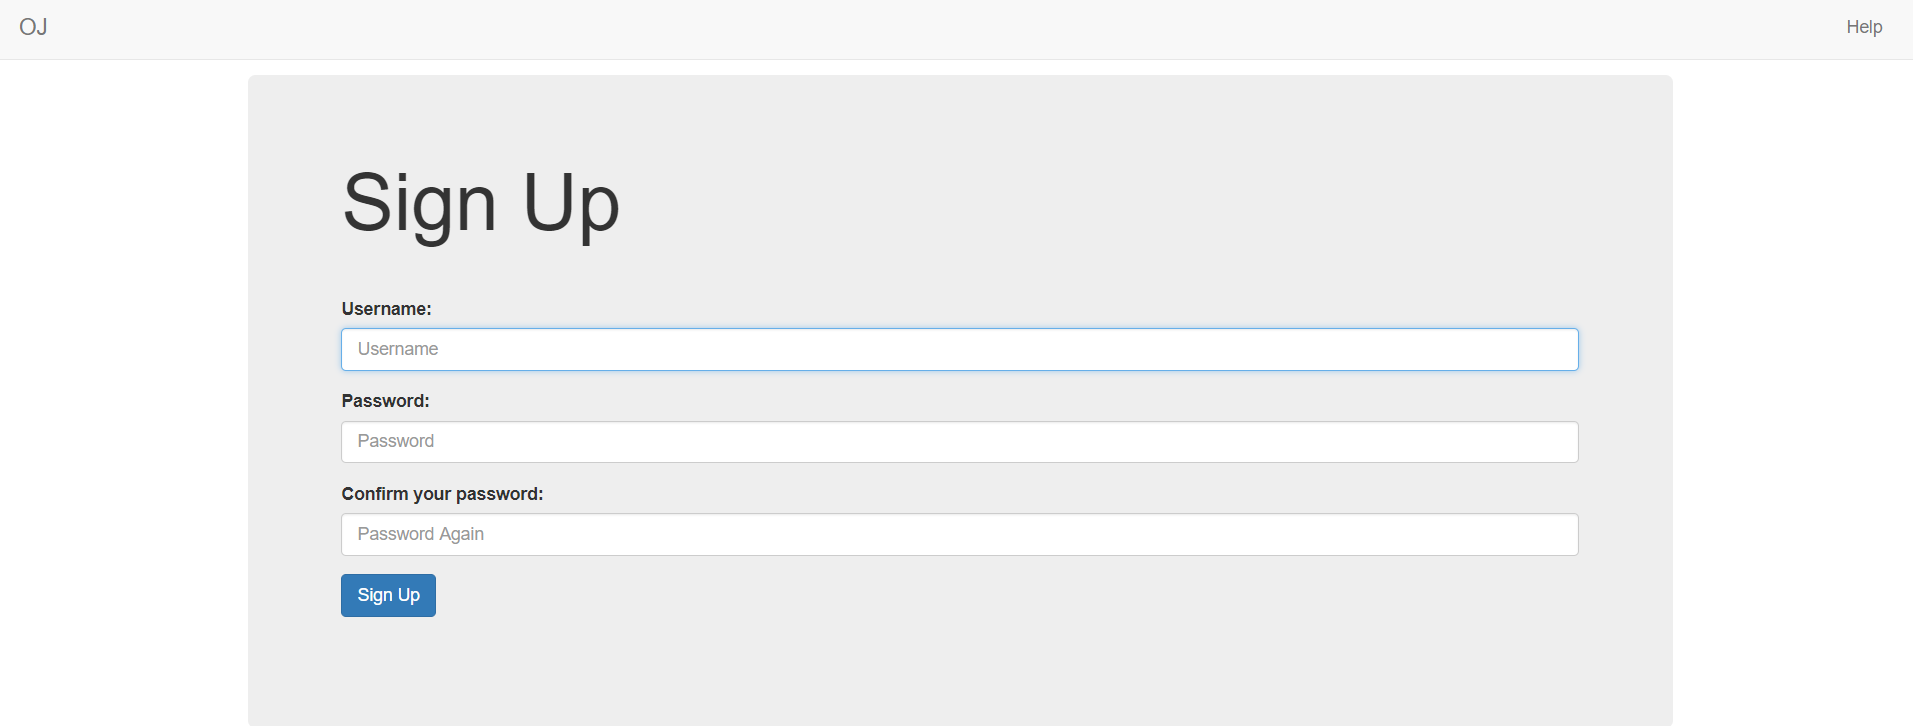 OJ
Help
Sign Up
Username:
Username
Password:
Password
Confirm your password:
Password Again
Sign Up